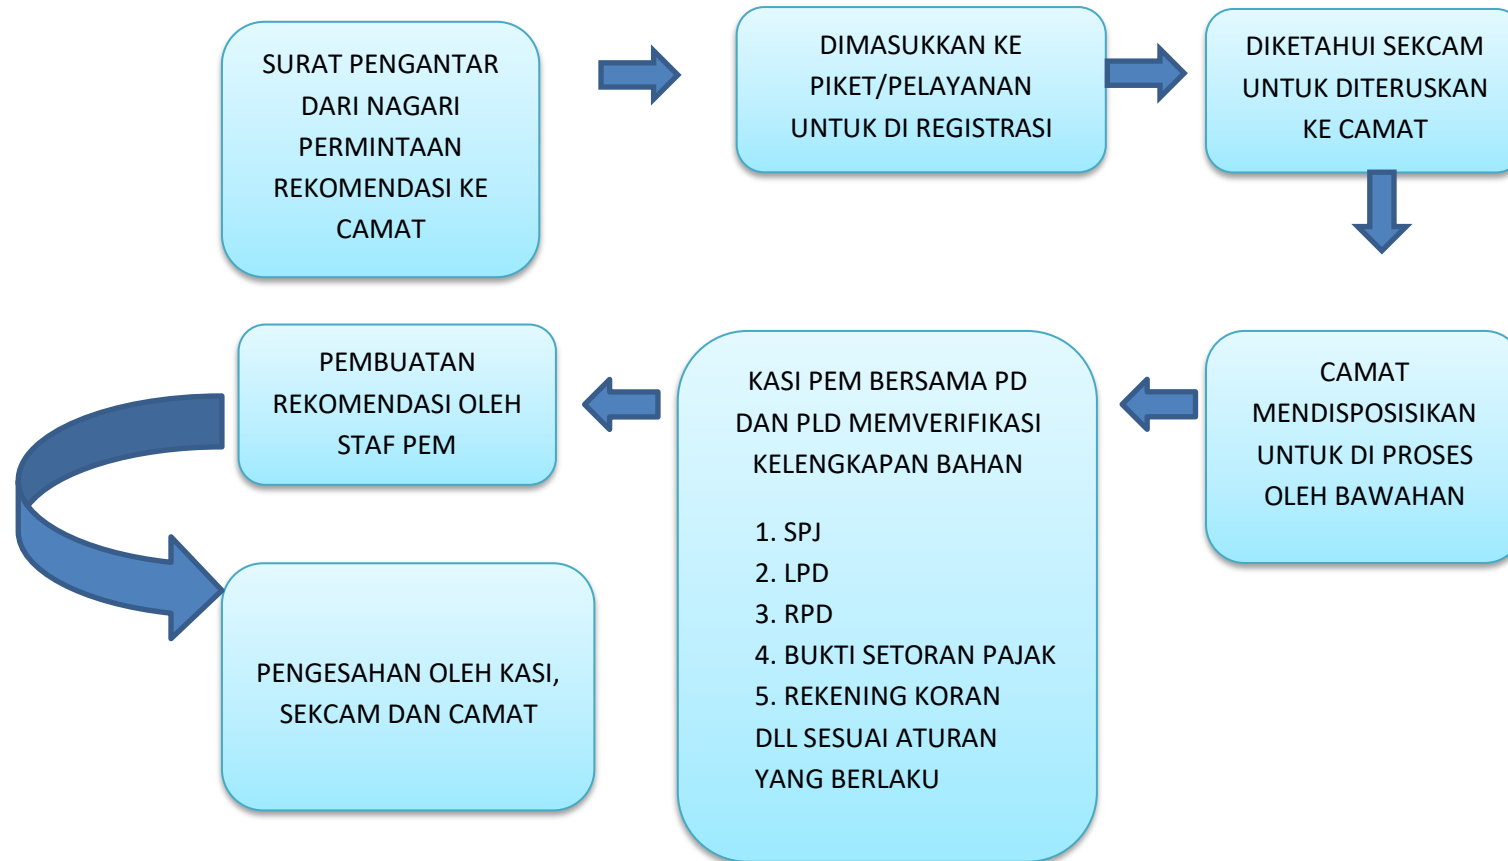 SURAT PENGANTAR
DARI NAGARI
PERMINTAAN
REKOMENDASI KE
CAMAT
DIMASUKKAN KE
PIKET/PELAYANAN
UNTUK DI REGISTRASI
DIKETAHUI SEKCAM
UNTUK DITERUSKAN
KE CAMAT
CAMAT
MENDISPOSISIKAN
UNTUK DI PROSES
OLEH BAWAHAN
KASI PEM BERSAMA PD
DAN PLD MEMVERIFIKASI
KELENGKAPAN BAHAN
1. SPJ
2. LPD
3. RPD
4. BUKTI SETORAN PAJAK
5. REKENING KORAN
DLL SESUAI ATURAN
YANG BERLAKU
PEMBUATAN
REKOMENDASI OLEH
STAF PEM
PENGESAHAN OLEH KASI,
SEKCAM DAN CAMAT